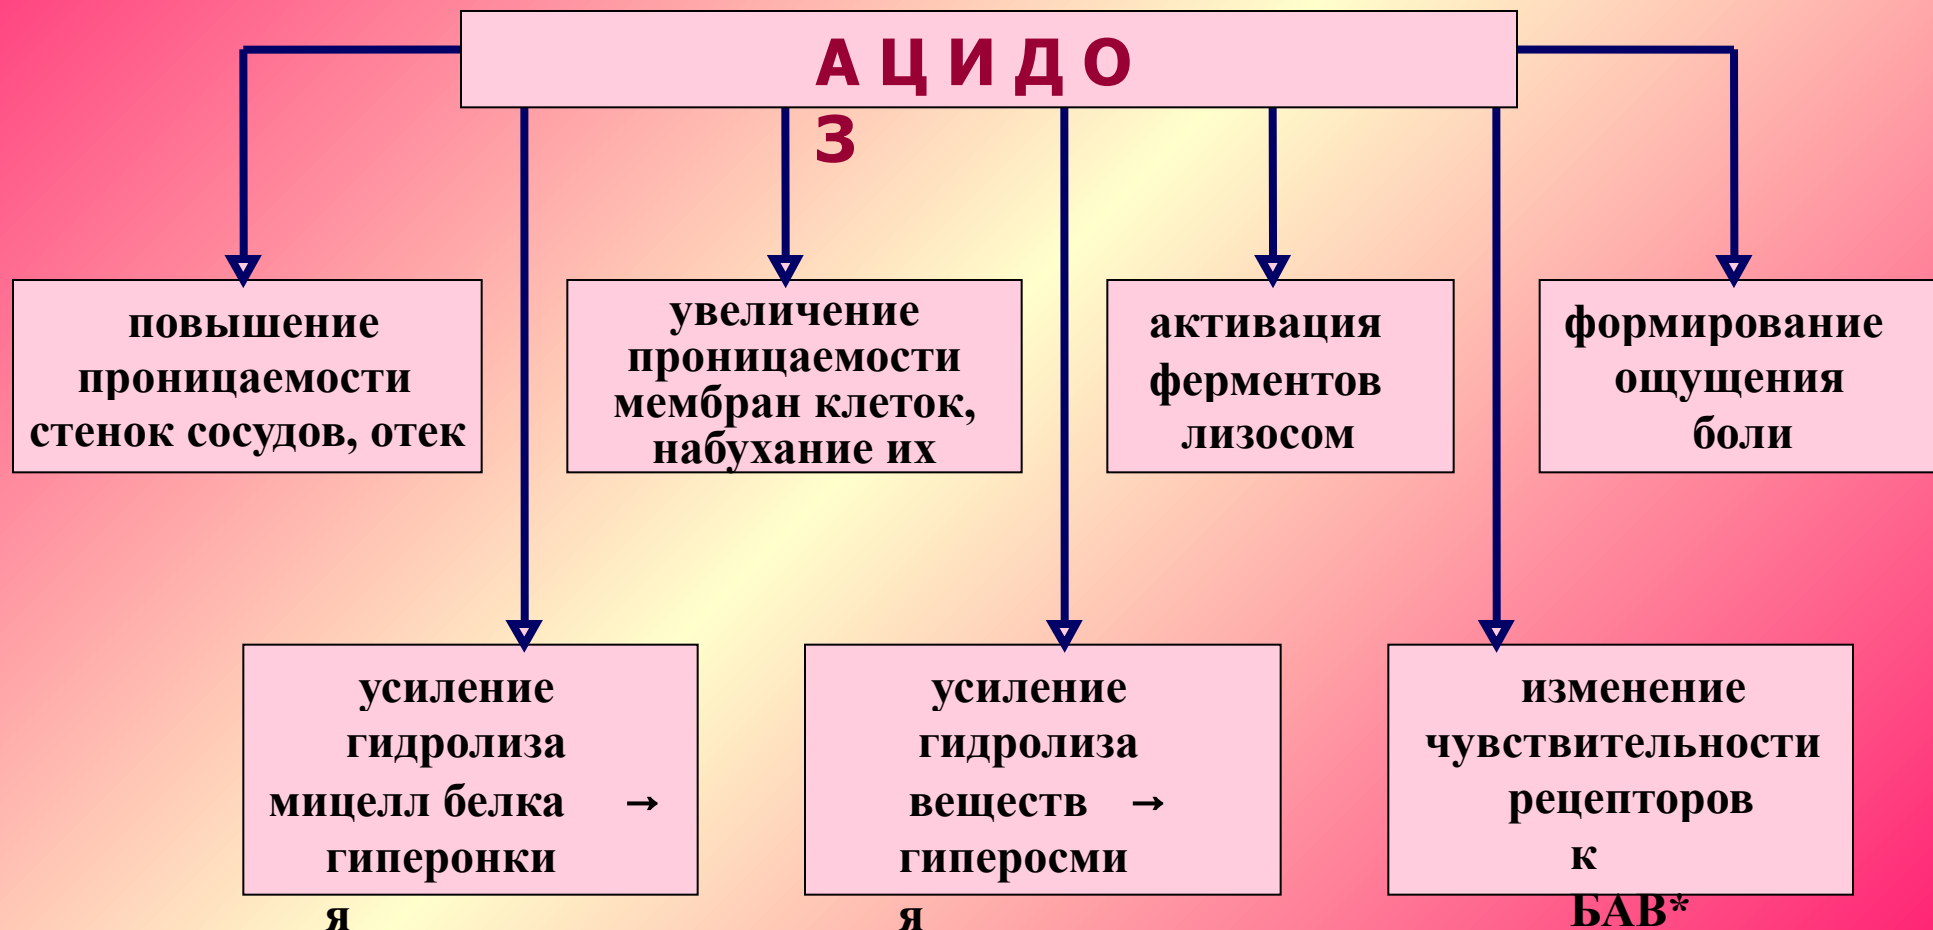 АЦИДО
З
повышение
проницаемости
стенок сосудов, отек
увеличение
проницаемости
мембран клеток,
набухание их
активация
ферментов
лизосом
формирование
ощущения
боли
усиление
гидролиза
мицелл белка →
гиперонки
я
усиление
гидролиза
веществ →
гиперосми
я
изменение
чувствительности
рецепторов
к
БАВ*